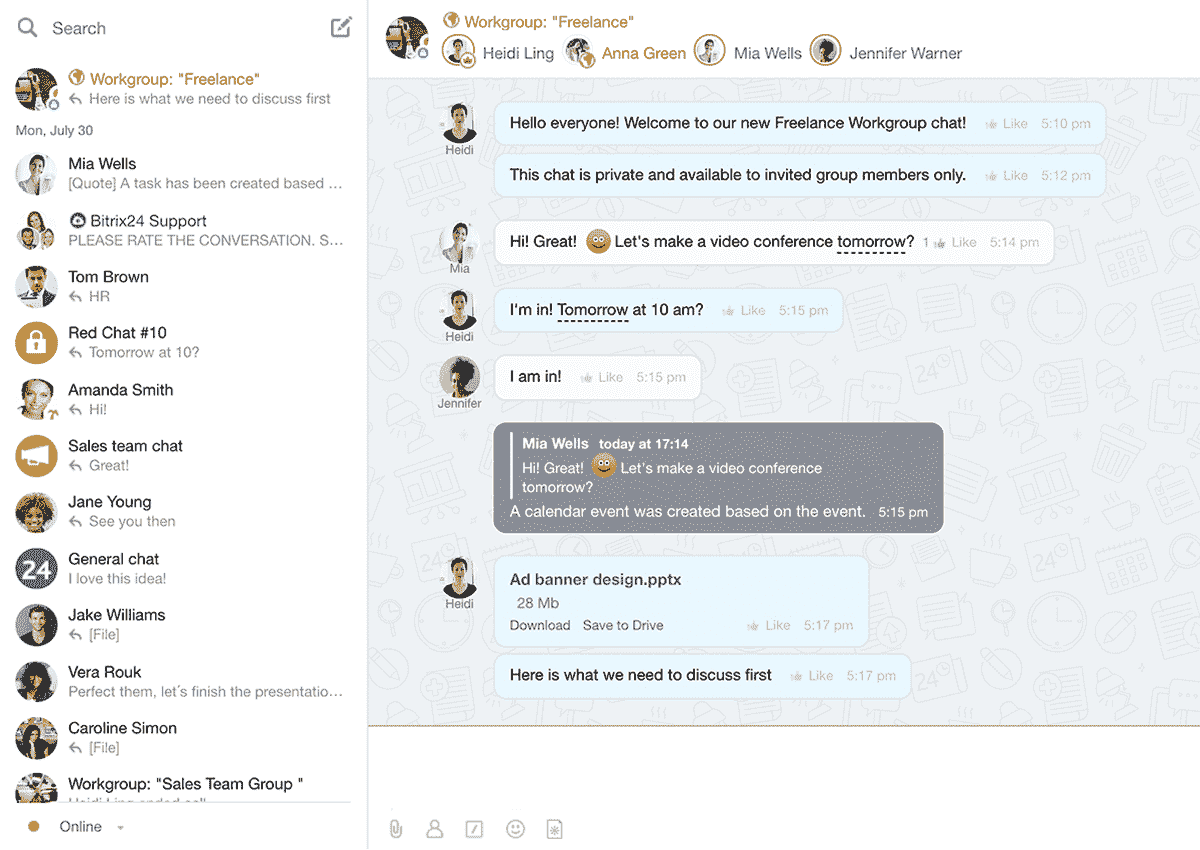 Search
Workgroup: "Freelance"
Here is what we need to discuss first
Mon, July 30
Mia Wells
[Quote] A task has been created based ...
Bitrix24 Support
PLEASE RATE THE CONVERSATION. S...
Tom Brown
HR
Red Chat #10
Tomorrow at 10?
Amanda Smith
Hi!
Sales team chat
Great!
Jane Young
See you then
24
General chat
I love this idea!
Jake Williams
[File]
Vera Rouk
Perfect them, let´s finish the presentatio...
Caroline Simon
[File]
Workgroup: "Sales Team Group "
Heidi Ling ended call
Online
Workgroup: "Freelance"
Heidi Ling Anna Green Mia Wells Jennifer Warner
Hello everyone! Welcome to our new Freelance Workgroup chat! Like 5:10 pm
Heidi
This chat is private and available to invited group members only. Like 5:12 pm
Hi! Great! Let's make a video conference tomorrow? 1 Like 5:14 pm
Mia
I'm in! Tomorrow at 10 am? Like 5:15 pm
Heidi
I am in! Like 5:15 pm
Jennifer
Mia Wells today at 17:14
Hi! Great! Let's make a video conference
tomorrow?
A calendar event was created based on the event. 5:15 pm
Ad banner design.pptx
28 Mb
Heidi
Download Save to Drive Like 5:17 pm
Here is what we need to discuss first Like 5:17 pm